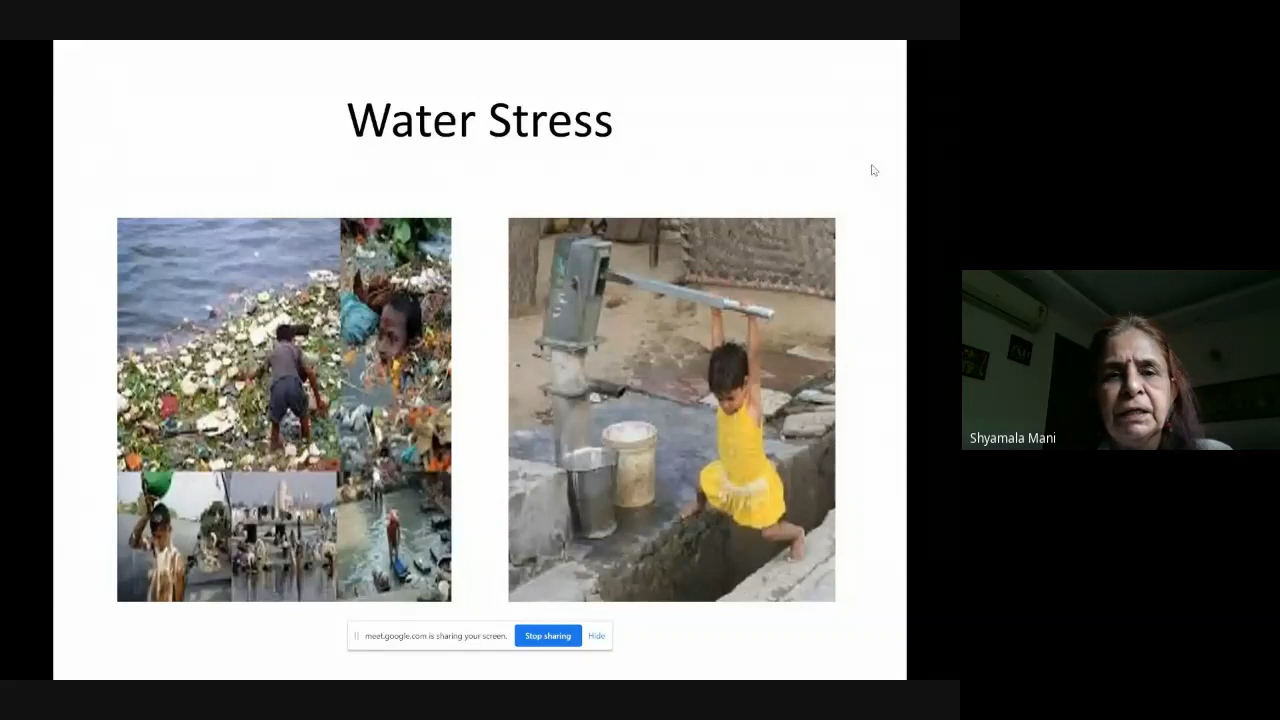 Water Stress
meet.google.com is sharing your screen.
Stop sharing
Hide
Shyamala Mani